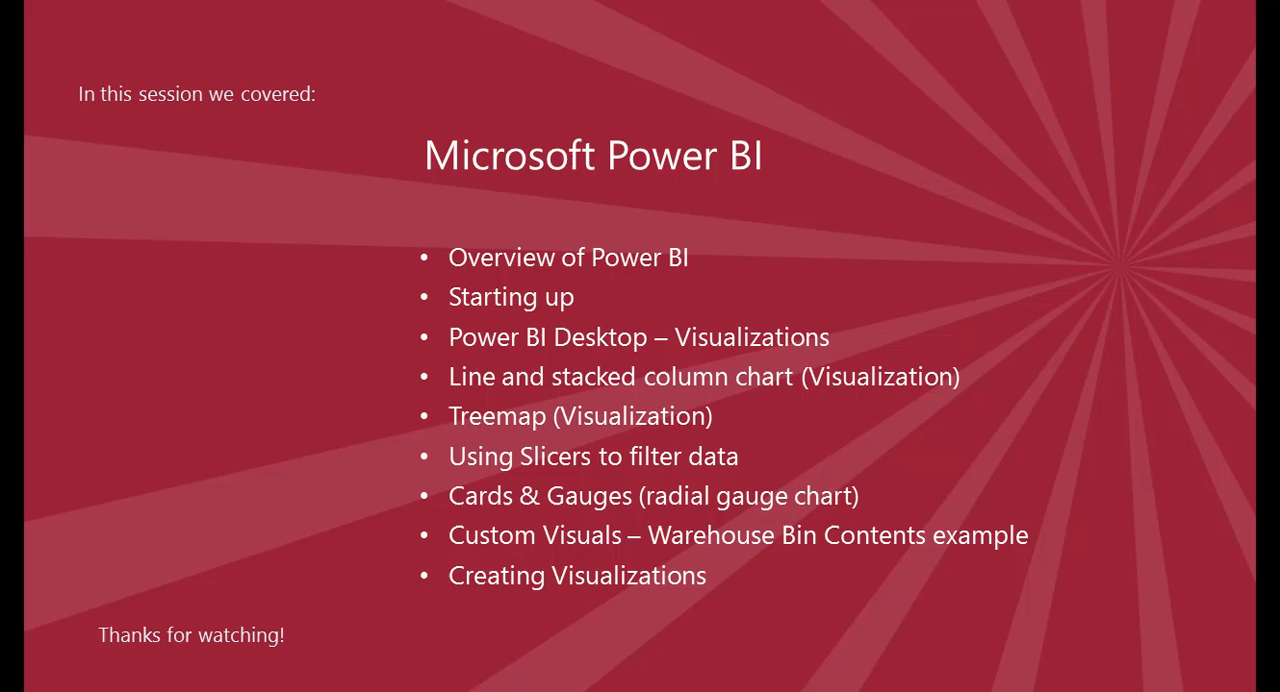 In this session we covered:
Microsoft Power BI
• Overview of Power BI
• Starting up
• Power BI Desktop – Visualizations
• Line and stacked column chart (Visualization)
• Treemap (Visualization)
• Using Slicers to filter data
• Cards & Gauges (radial gauge chart)
• Custom Visuals – Warehouse Bin Contents example
• Creating Visualizations
Thanks for watching!